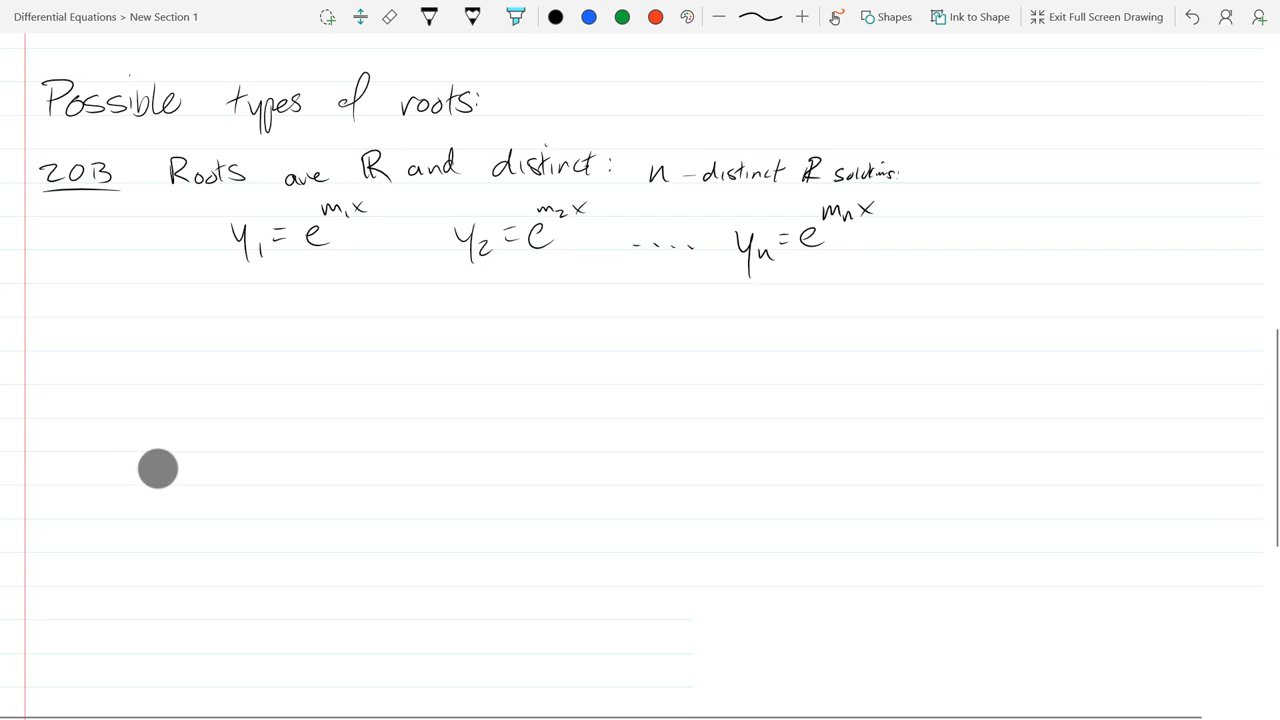 Differential Equations > New Section 1 Shapes Ink to Shape Exit Full Screen Drawing
Possible types of roots:
20B Roots are ℝ and distinct: n-distinct ℝ solutions:
y₁ = e^{m₁x} y₂ = e^{m₂x} ..... yₙ = e^{mₙx}